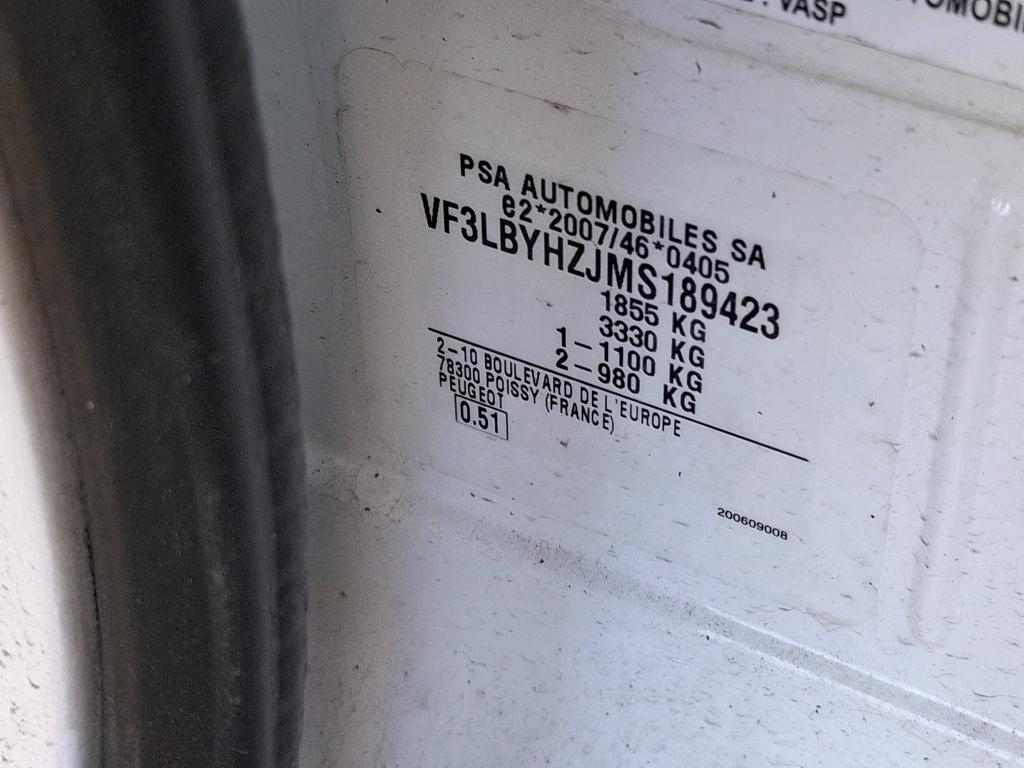 : VASP
PSA AUTOMOBILES SA
e2*2007/46*0405
VF3LBYHZJMS189423
1855 KG
3330 KG
1-1100 KG
2-980 KG
2-10 BOULEVARD DE L'EUROPE
78300 POISSY (FRANCE)
PEUGEOT
0.51
200609008